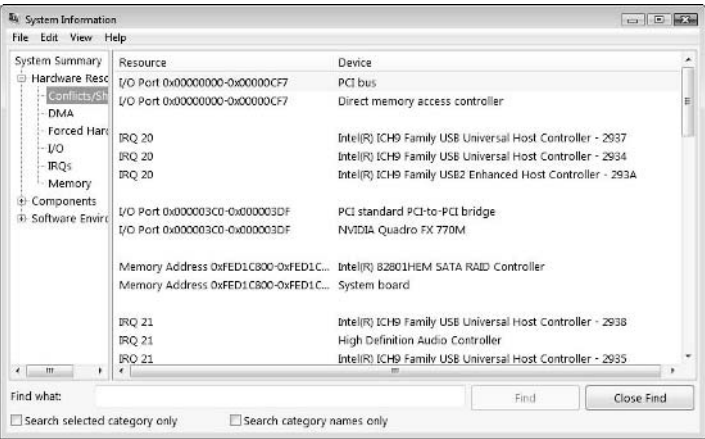 System Information
File Edit View Help
System Summary
Hardware Resc
Conflicts/Sh
DMA
Forced Hard
I/O
IRQs
Memory
Components
Software Enviro
Resource Device
I/O Port 0x00000000-0x00000CF7 PCI bus
I/O Port 0x00000000-0x00000CF7 Direct memory access controller
IRQ 20 Intel(R) ICH9 Family USB Universal Host Controller - 2937
IRQ 20 Intel(R) ICH9 Family USB Universal Host Controller - 2934
IRQ 20 Intel(R) ICH9 Family USB2 Enhanced Host Controller - 293A
I/O Port 0x000003C0-0x000003DF PCI standard PCI-to-PCI bridge
I/O Port 0x000003C0-0x000003DF NVIDIA Quadro FX 770M
Memory Address 0xFED1C800-0xFED1C... Intel(R) 82801HEM SATA RAID Controller
Memory Address 0xFED1C800-0xFED1C... System board
IRQ 21 Intel(R) ICH9 Family USB Universal Host Controller - 2938
IRQ 21 High Definition Audio Controller
IRQ 21 Intel(R) ICH9 Family USB Universal Host Controller - 2935
Find what: Find Close Find
Search selected category only Search category names only